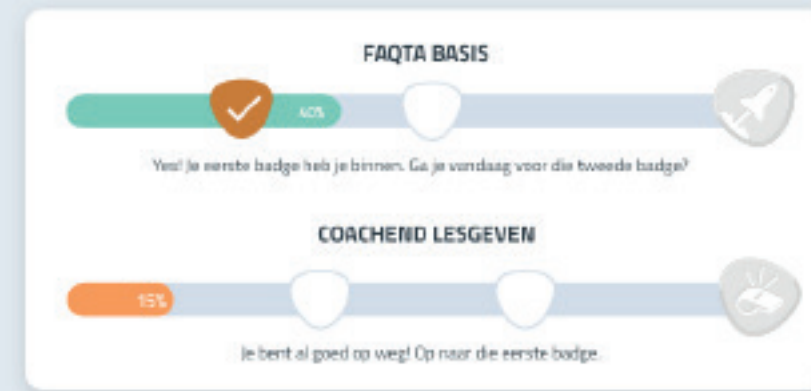 FAQTA BASIS
40%
Yes! Je eerste badge heb je binnen. Ga je vandaag voor die tweede badge?
COACHEND LESGEVEN
15%
Je bent al goed op weg! Op naar die eerste badge.